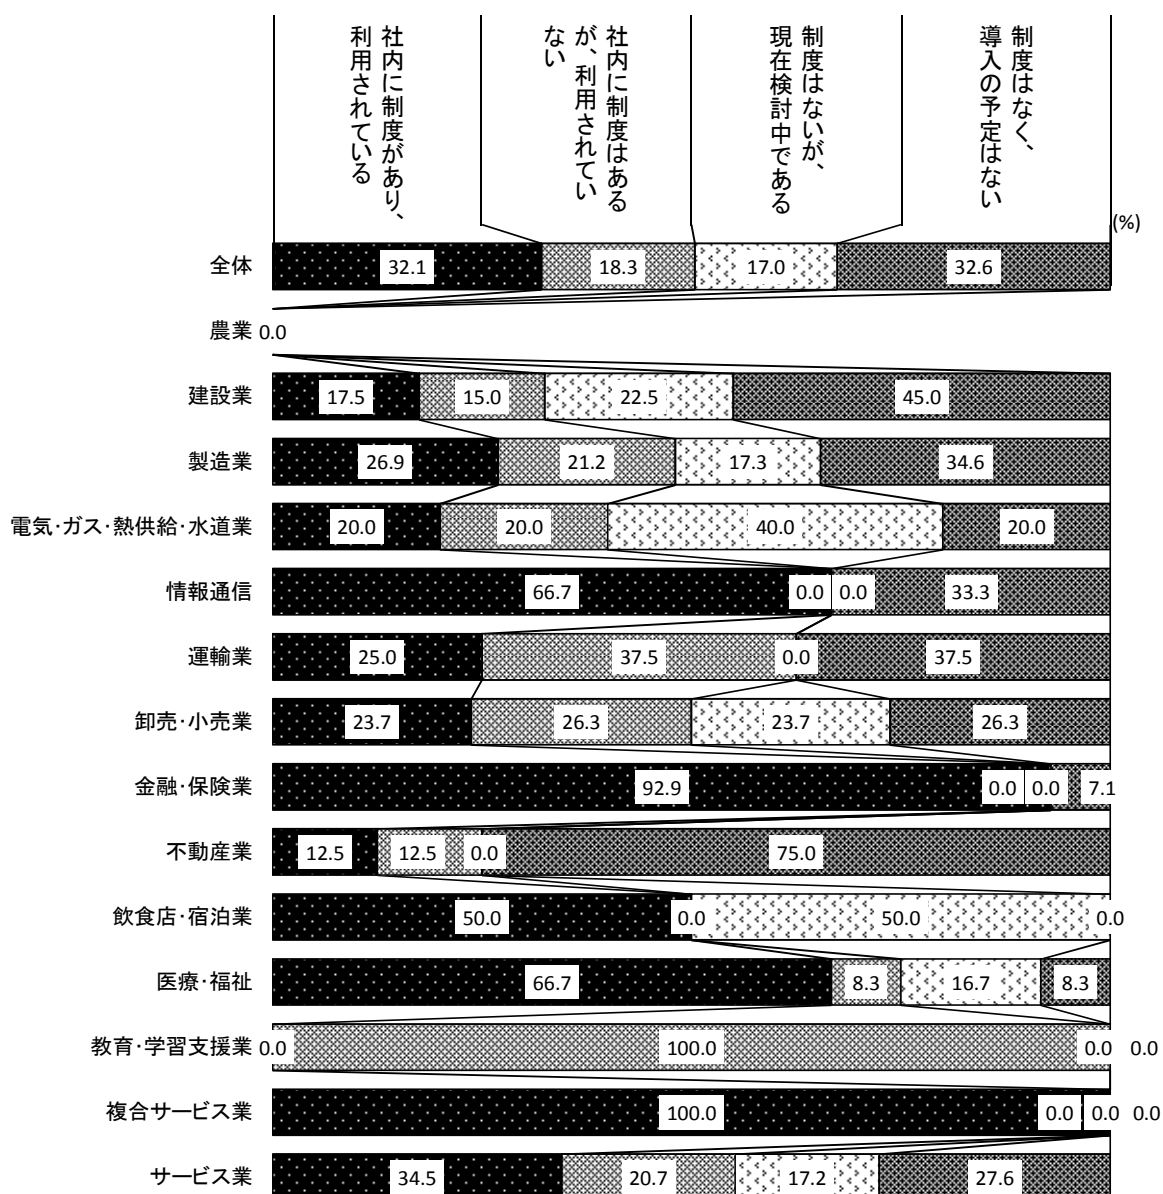 社内に制度があり、
利用されている
社内に制度はある
が、利用されてい
ない
制度はないが、
現在検討中である
制度はなく、
導入の予定はない
(%)
全体 32.1 18.3 17.0 32.6
農業 0.0
建設業 17.5 15.0 22.5 45.0
製造業 26.9 21.2 17.3 34.6
電気・ガス・熱供給・水道業 20.0 20.0 40.0 20.0
情報通信 66.7 0.0 0.0 33.3
運輸業 25.0 37.5 0.0 37.5
卸売・小売業 23.7 26.3 23.7 26.3
金融・保険業 92.9 0.0 0.0 7.1
不動産業 12.5 12.5 0.0 75.0
飲食店・宿泊業 50.0 0.0 50.0 0.0
医療・福祉 66.7 8.3 16.7 8.3
教育・学習支援業 0.0 100.0 0.0 0.0
複合サービス業 100.0 0.0 0.0 0.0
サービス業 34.5 20.7 17.2 27.6